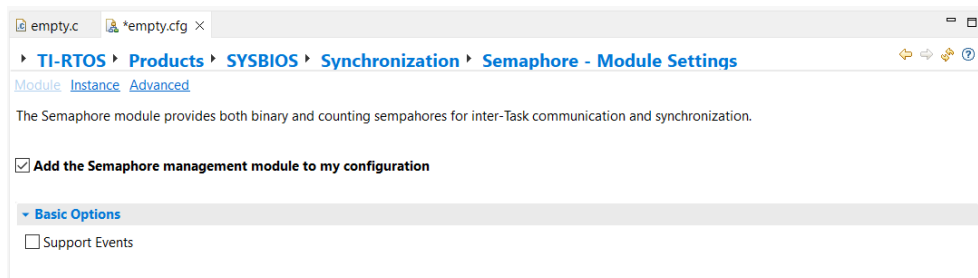 empty.c *empty.cfg
TI-RTOS Products SYSBIOS Synchronization Semaphore - Module Settings
Module Instance Advanced
The Semaphore module provides both binary and counting sempahores for inter-Task communication and synchronization.
Add the Semaphore management module to my configuration
Basic Options
Support Events